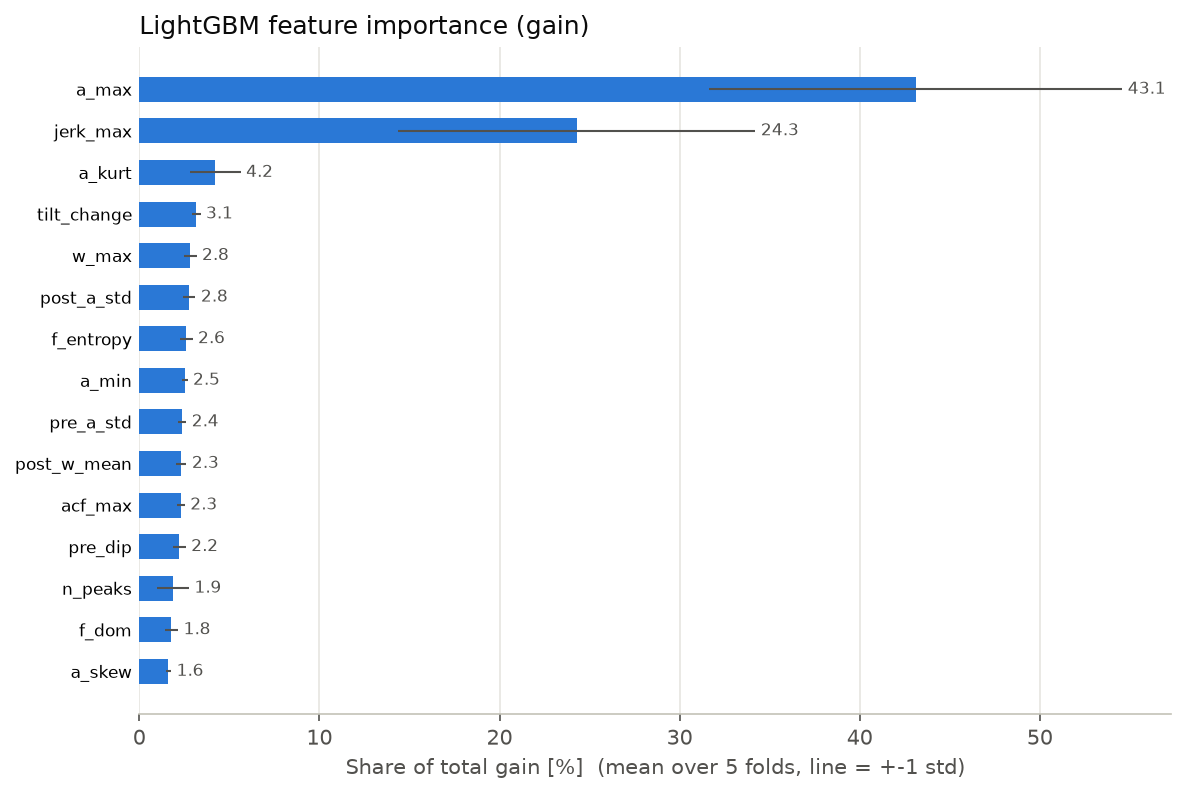 LightGBM feature importance (gain)
a_max 43.1
jerk_max 24.3
a_kurt 4.2
tilt_change 3.1
w_max 2.8
post_a_std 2.8
f_entropy 2.6
a_min 2.5
pre_a_std 2.4
post_w_mean 2.3
acf_max 2.3
pre_dip 2.2
n_peaks 1.9
f_dom 1.8
a_skew 1.6
0 10 20 30 40 50
Share of total gain [%]  (mean over 5 folds, line = +-1 std)